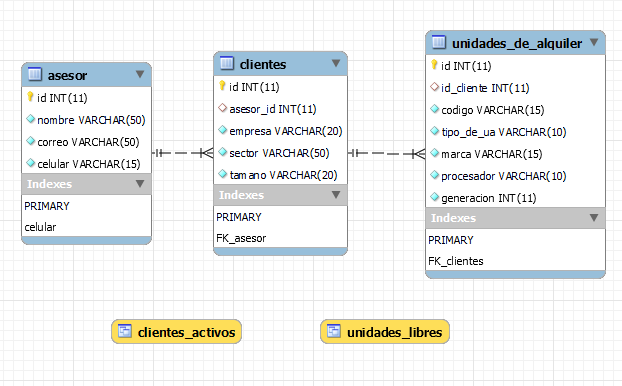 asesor
id INT(11)
nombre VARCHAR(50)
correo VARCHAR(50)
celular VARCHAR(15)
Indexes
PRIMARY
celular
clientes
id INT(11)
asesor_id INT(11)
empresa VARCHAR(20)
sector VARCHAR(50)
tamano VARCHAR(20)
Indexes
PRIMARY
FK_asesor
unidades_de_alquiler
id INT(11)
id_cliente INT(11)
codigo VARCHAR(15)
tipo_de_ua VARCHAR(10)
marca VARCHAR(15)
procesador VARCHAR(10)
generacion INT(11)
Indexes
PRIMARY
FK_clientes
clientes_activos
unidades_libres